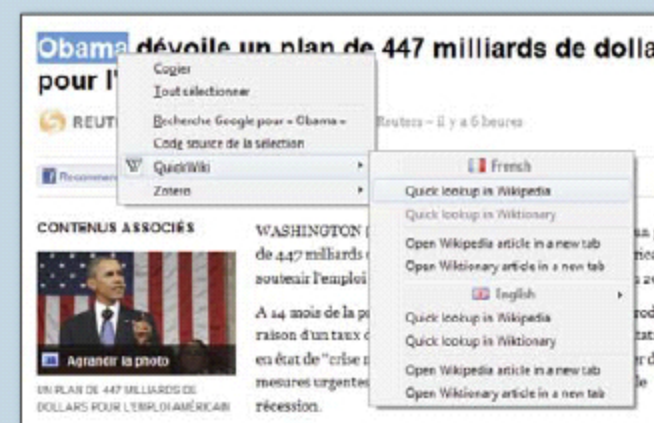 Obama dévoile un plan de 447 milliards de dolla
pour l'
REUT
Reuters – il y a 6 heures
Recommen
Copier
Tout sélectionner
Recherche Google pour « Obama »
Code source de la sélection
QuickWiki
Zotero
French
Quick lookup in Wikipedia
Quick lookup in Wiktionary
Open Wikipedia article in a new tab
Open Wiktionary article in a new tab
English
Quick lookup in Wikipedia
Quick lookup in Wiktionary
Open Wikipedia article in a new tab
Open Wiktionary article in a new tab
CONTENUS ASSOCIÉS
Agrandir la photo
UN PLAN DE 447 MILLIARDS DE
DOLLARS POUR L'EMPLOI AMÉRICAIN
WASHINGTON
de 447 milliards
soutenir l'emploi
A 14 mois de la
raison d'un taux
en état de "crise
mesures urgentes
récession.